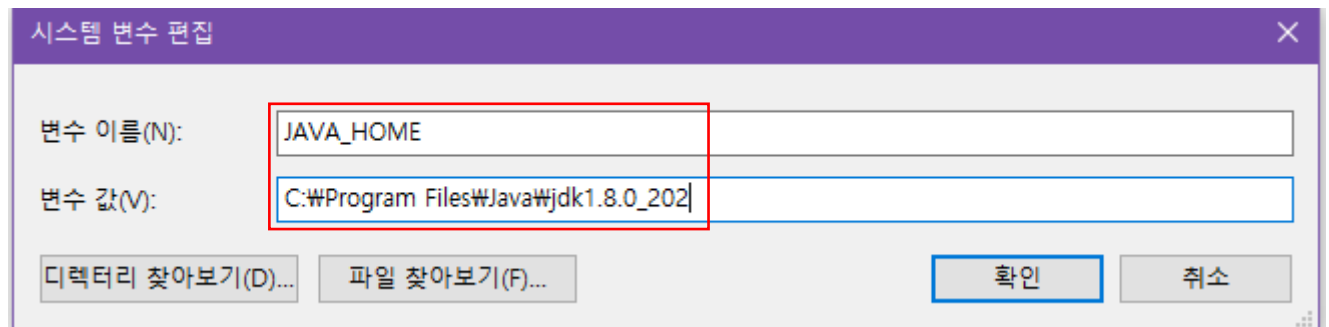 시스템 변수 편집
변수 이름(N): JAVA_HOME
변수 값(V): C:₩Program Files₩Java₩jdk1.8.0_202
디렉터리 찾아보기(D)... 파일 찾아보기(F)... 확인 취소